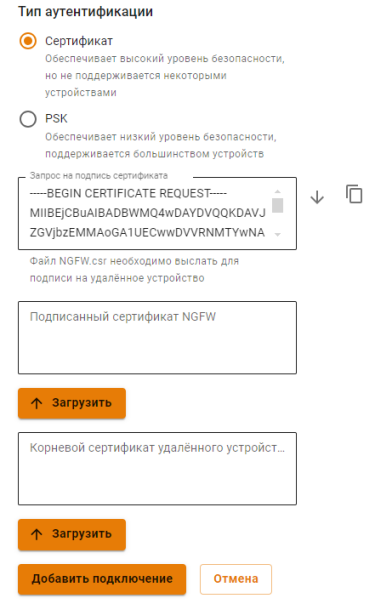 Тип аутентификации
Сертификат
Обеспечивает высокий уровень безопасности,
но не поддерживается некоторыми
устройствами
PSK
Обеспечивает низкий уровень безопасности,
поддерживается большинством устройств
Запрос на подпись сертификата
-----BEGIN CERTIFICATE REQUEST-----
MIIBEjCBuAIBADBWMQ4wDAYDVQQKDAVJ
ZGVjbzEMMAoGA1UECwwDVVRNMTYwNA
Файл NGFW.csr необходимо выслать для
подписи на удалённое устройство
Подписанный сертификат NGFW
Загрузить
Корневой сертификат удалённого устройст...
Загрузить
Добавить подключение
Отмена